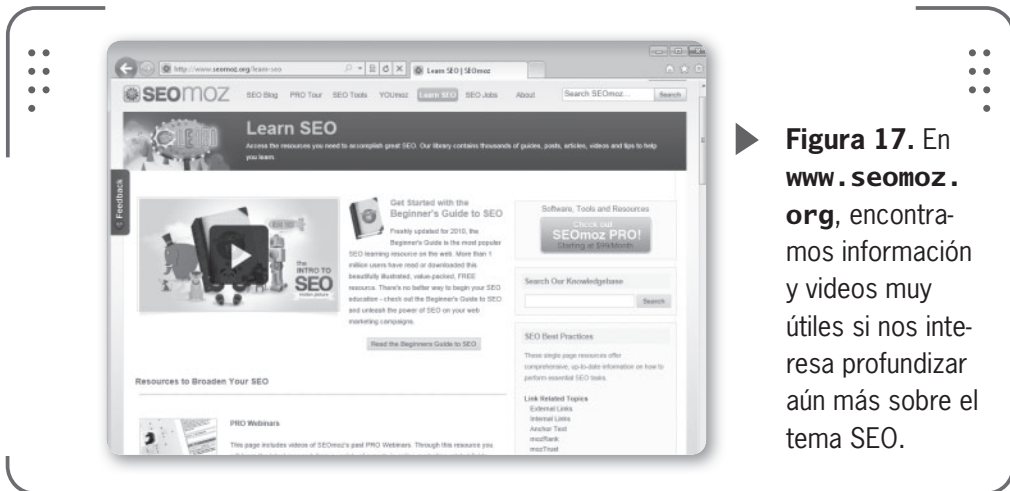 http://www.seomoz.org/learn-seo
Learn SEO | SEOmoz
SEOMOZ
SEO Blog PRO Tour SEO Tools YOUmoz Learn SEO SEO Jobs About
Search SEOmoz...
Search
Learn SEO
Access the resources you need to accomplish great SEO. Our library contains thousands of guides, posts, articles, videos and tips to help
you learn.
Feedback
the
INTRO TO
SEO
motion picture
Get Started with the
Beginner's Guide to SEO
Freshly updated for 2010, the
Beginner's Guide is the most popular
SEO learning resource on the web. More than 1
million users have read or downloaded this
beautifully illustrated, value-packed, FREE
resource. There's no better way to begin your SEO
education - check out the Beginner's Guide to SEO
and unleash the power of SEO on your web
marketing campaigns.
Read the Beginners Guide to SEO
Resources to Broaden Your SEO
PRO Webinars
This page includes videos of SEOmoz's past PRO Webinars. Through this resource you
Software, Tools and Resources
Check out
SEOmoz PRO!
Starting at $99/Month
Search Our Knowledgebase
Search
SEO Best Practices
These single page resources offer
comprehensive, up-to-date information on how to
perform essential SEO tasks.
Link Related Topics
External Links
Internal Links
Anchor Text
mozRank
mozTrust
Figura 17. En
www.seomoz.
org, encontra-
mos información
y videos muy
útiles si nos inte-
resa profundizar
aún más sobre el
tema SEO.